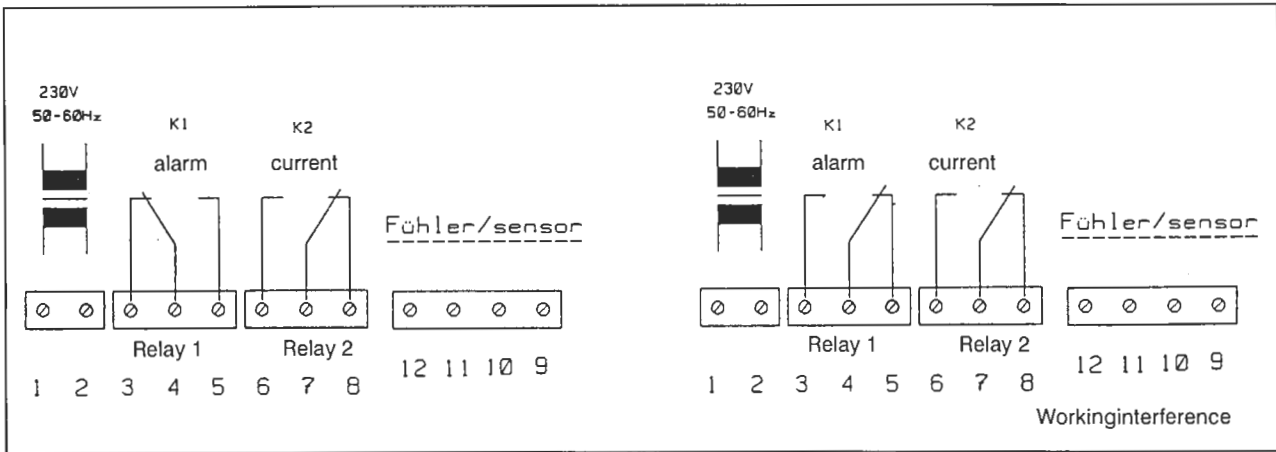 230V
50-60Hz
K1
K2
alarm
current
Fühler/sensor
Relay 1
Relay 2
1 2 3 4 5 6 7 8 12 11 10 9
230V
50-60Hz
K1
K2
alarm
current
Fühler/sensor
Relay 1
Relay 2
1 2 3 4 5 6 7 8 12 11 10 9
Workinginterference